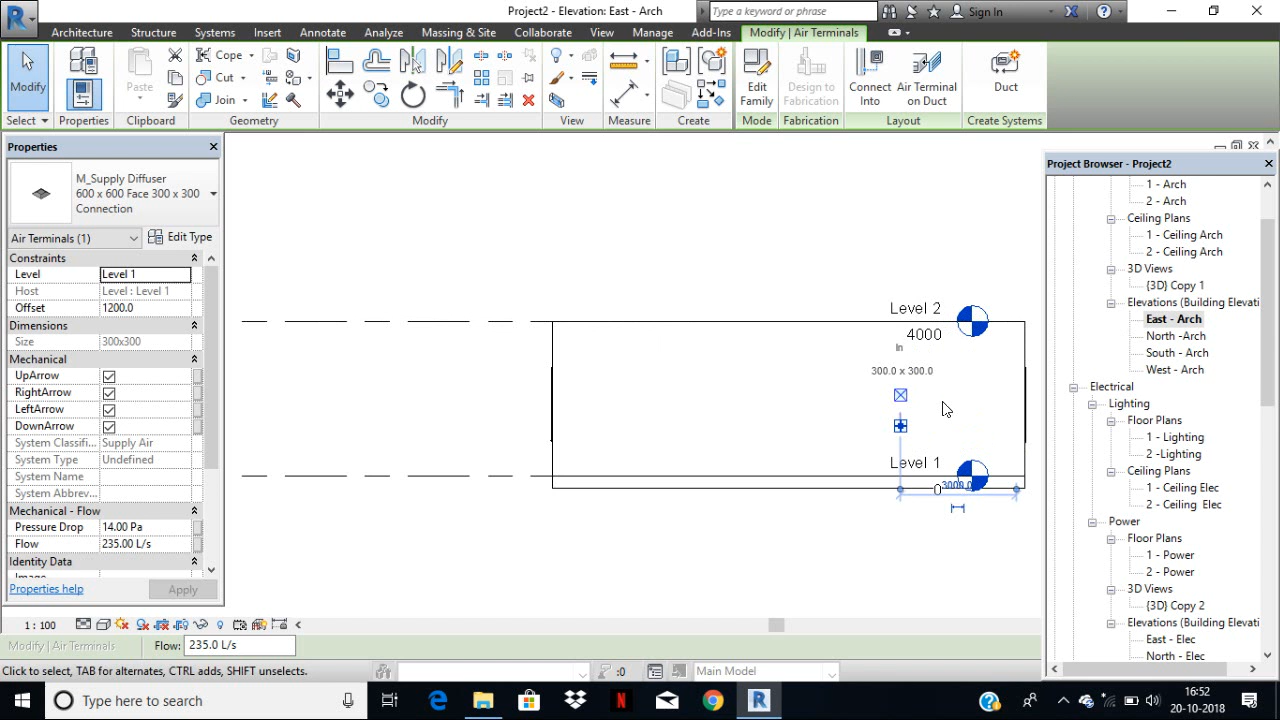 Project2 - Elevation: East - Arch
Type a keyword or phrase
Sign In
Architecture Structure Systems Insert Annotate Analyze Massing & Site Collaborate View Manage Add-Ins Modify | Air Terminals
Modify
Select
Properties
Paste
Clipboard
Cope
Cut
Join
Geometry
Modify
View
Measure
Create
Edit Family
Mode
Design to Fabrication
Fabrication
Connect Into
Air Terminal on Duct
Layout
Duct
Create Systems
Properties
M_Supply Diffuser
600 x 600 Face 300 x 300
Connection
Air Terminals (1)
Edit Type
Constraints
Level Level 1
Host Level : Level 1
Offset 1200.0
Dimensions
Size 300x300
Mechanical
UpArrow
RightArrow
LeftArrow
DownArrow
System Classifi... Supply Air
System Type Undefined
System Name
System Abbrev...
Mechanical - Flow
Pressure Drop 14.00 Pa
Flow 235.00 L/s
Identity Data
Image
Properties help
Apply
Level 2
4000
In
300.0 x 300.0
Level 1
0
3000.0
Project Browser - Project2
1 - Arch
2 - Arch
Ceiling Plans
1 - Ceiling Arch
2 - Ceiling Arch
3D Views
{3D} Copy 1
Elevations (Building Elevati
East - Arch
North -Arch
South - Arch
West - Arch
Electrical
Lighting
Floor Plans
1 - Lighting
2 -Lighting
Ceiling Plans
1 - Ceiling Elec
2 - Ceiling Elec
Power
Floor Plans
1 - Power
2 - Power
3D Views
{3D} Copy 2
Elevations (Building Elevati
East - Elec
North - Elec
1 : 100
Modify | Air Terminals
Flow: 235.0 L/s
Click to select, TAB for alternates, CTRL adds, SHIFT unselects.
:0
Main Model
Type here to search
16:52
20-10-2018